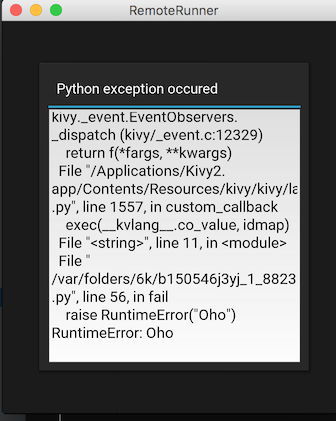 RemoteRunner
Python exception occured
kivy._event.EventObservers.
_dispatch (kivy/_event.c:12329)
return f(*fargs, **kwargs)
File "/Applications/Kivy2.
app/Contents/Resources/kivy/kivy/la
.py", line 1557, in custom_callback
exec(__kvlang__.co_value, idmap)
File "<string>", line 11, in <module>
File "
/var/folders/6k/b150546j3yj_1_8823
.py", line 56, in fail
raise RuntimeError("Oho")
RuntimeError: Oho